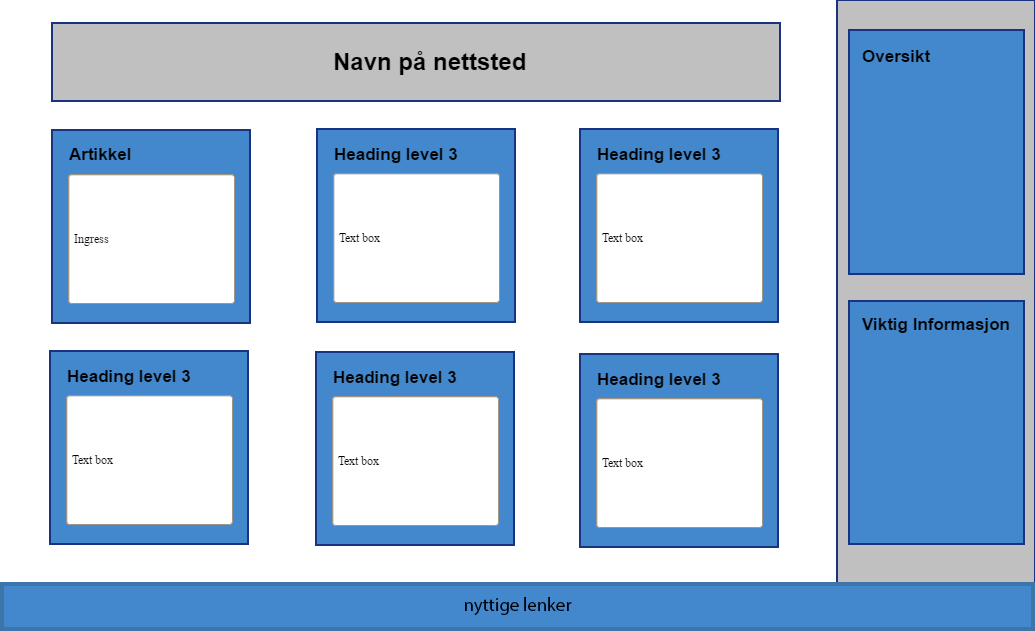 Navn på nettsted
Artikkel
Ingress
Heading level 3
Text box
Heading level 3
Text box
Heading level 3
Text box
Heading level 3
Text box
Heading level 3
Text box
Oversikt
Viktig Informasjon
nyttige lenker